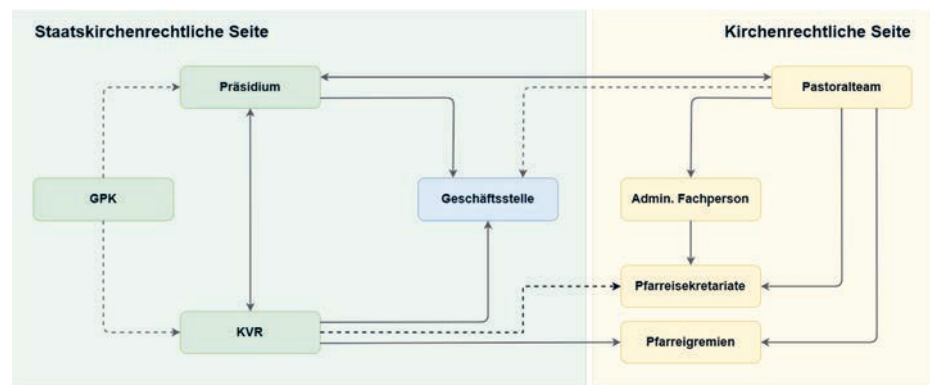 Staatskirchenrechtliche Seite
Kirchenrechtliche Seite
Präsidium
Pastoralteam
GPK
Geschäftsstelle
Admin. Fachperson
Pfarreisekretariate
KVR
Pfarreigremien